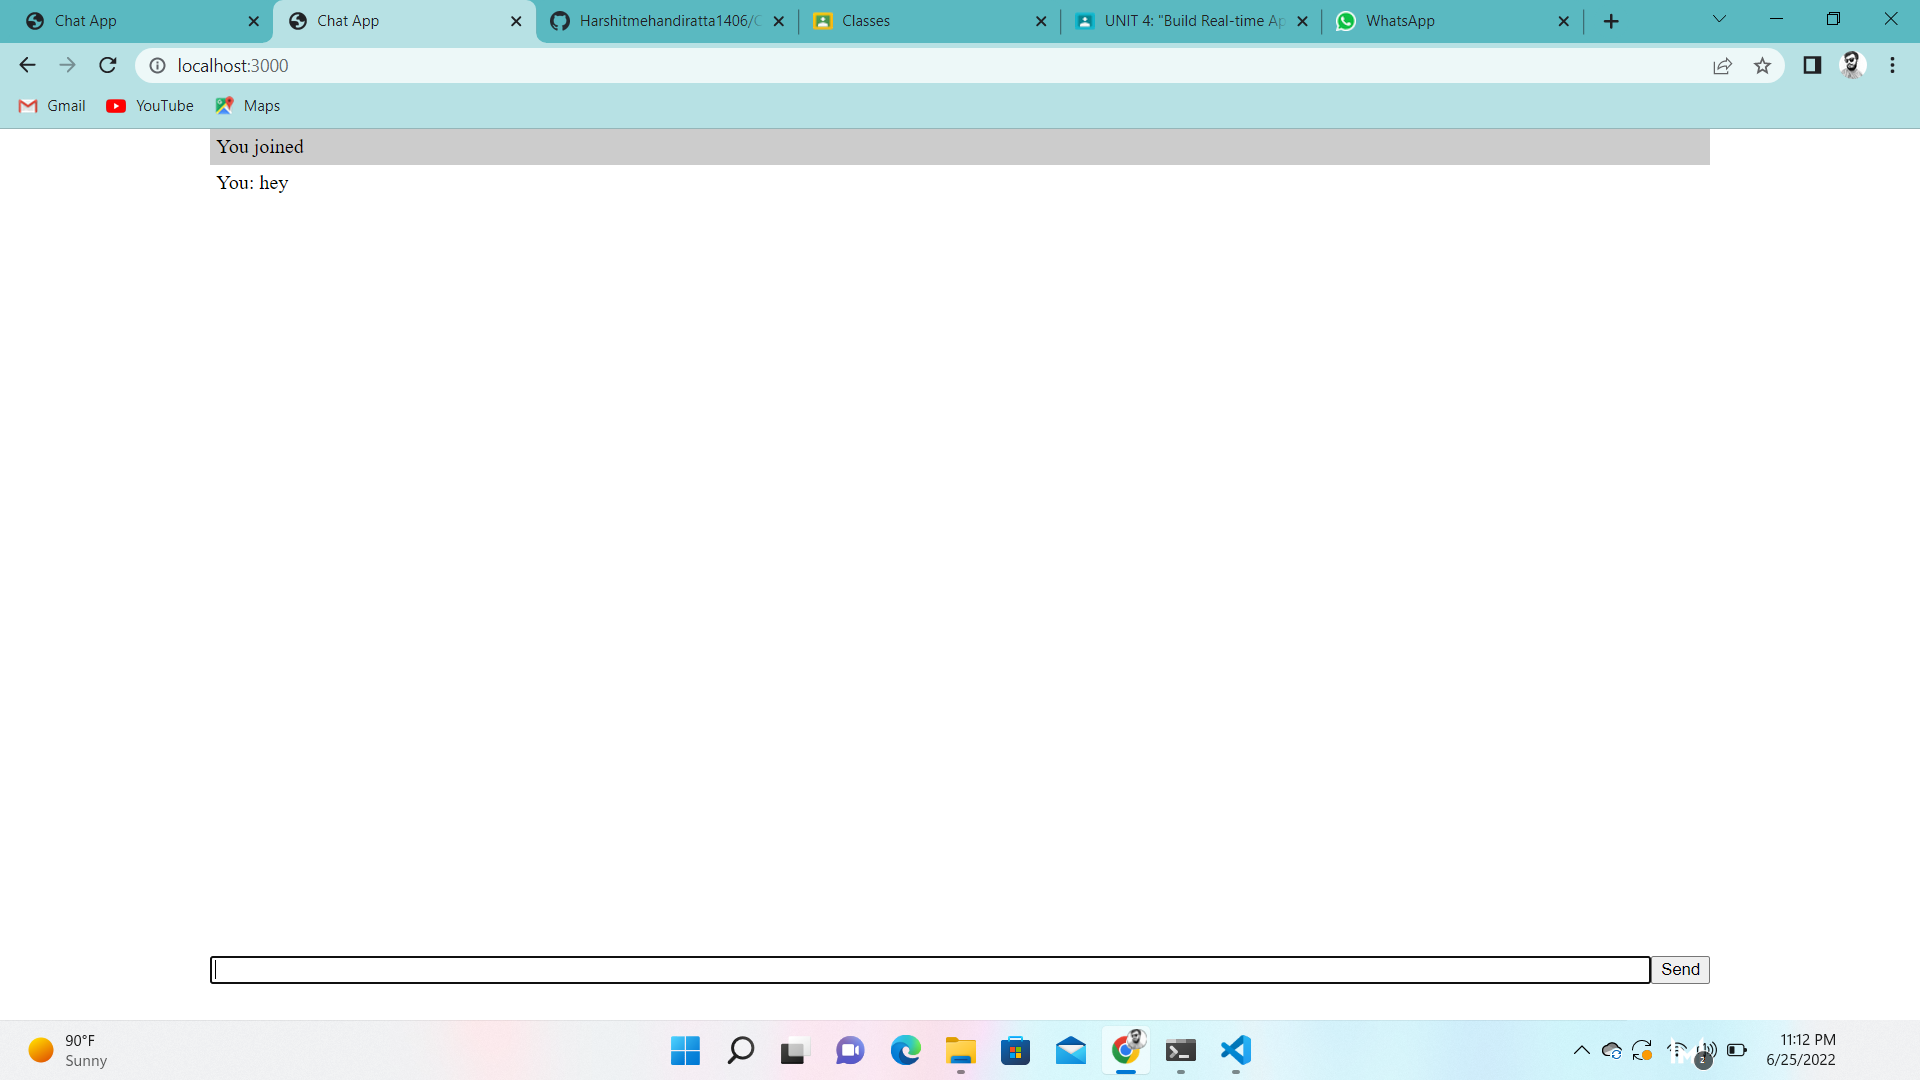 Chat App
Chat App
Harshitmehandiratta1406/C
Classes
UNIT 4: "Build Real-time Ap
WhatsApp
localhost:3000
Gmail
YouTube
Maps
You joined
You: hey
Send
90°F
Sunny
2
11:12 PM
6/25/2022